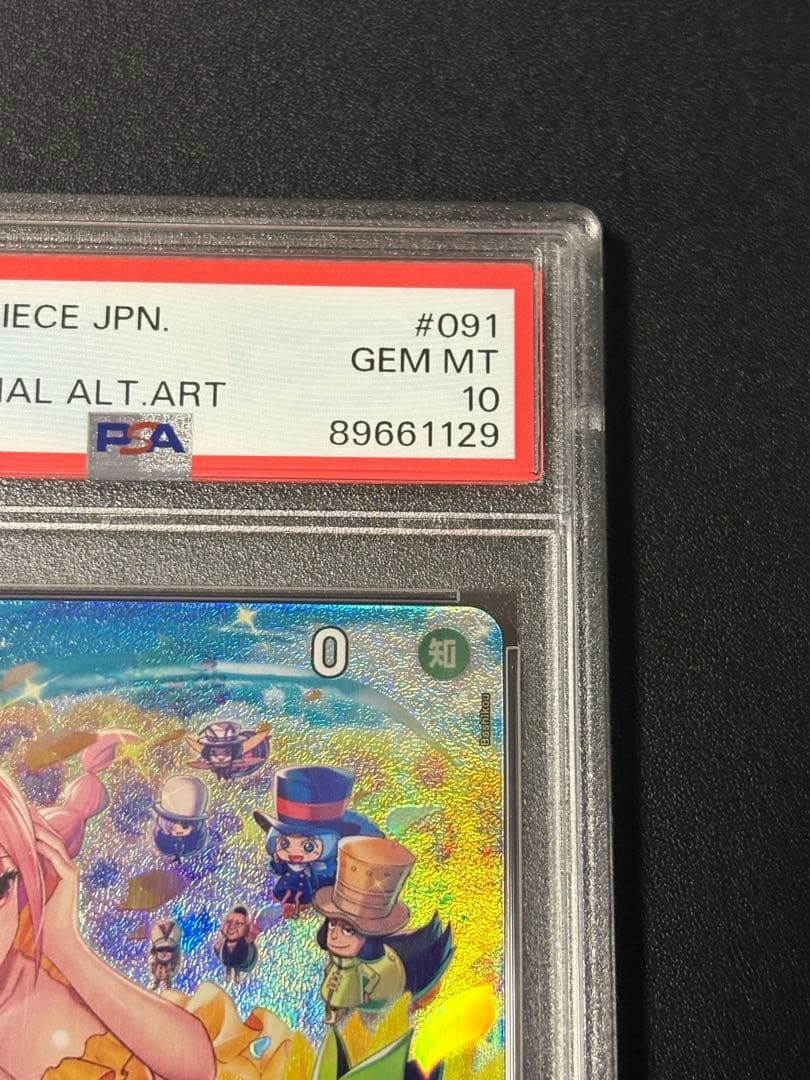 IECE JPN.
#091
GEM MT
IAL ALT.ART
10
PSA
89661129
0
知